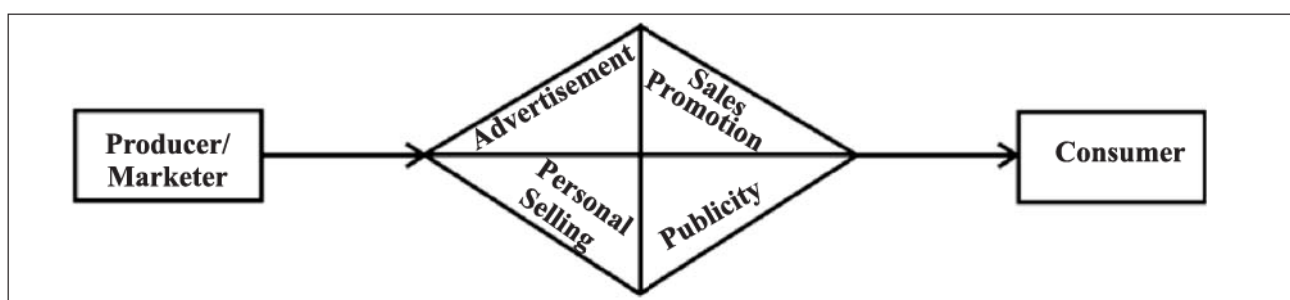 Producer/
Marketer
Advertisement
Sales
Promotion
Personal
Selling
Publicity
Consumer